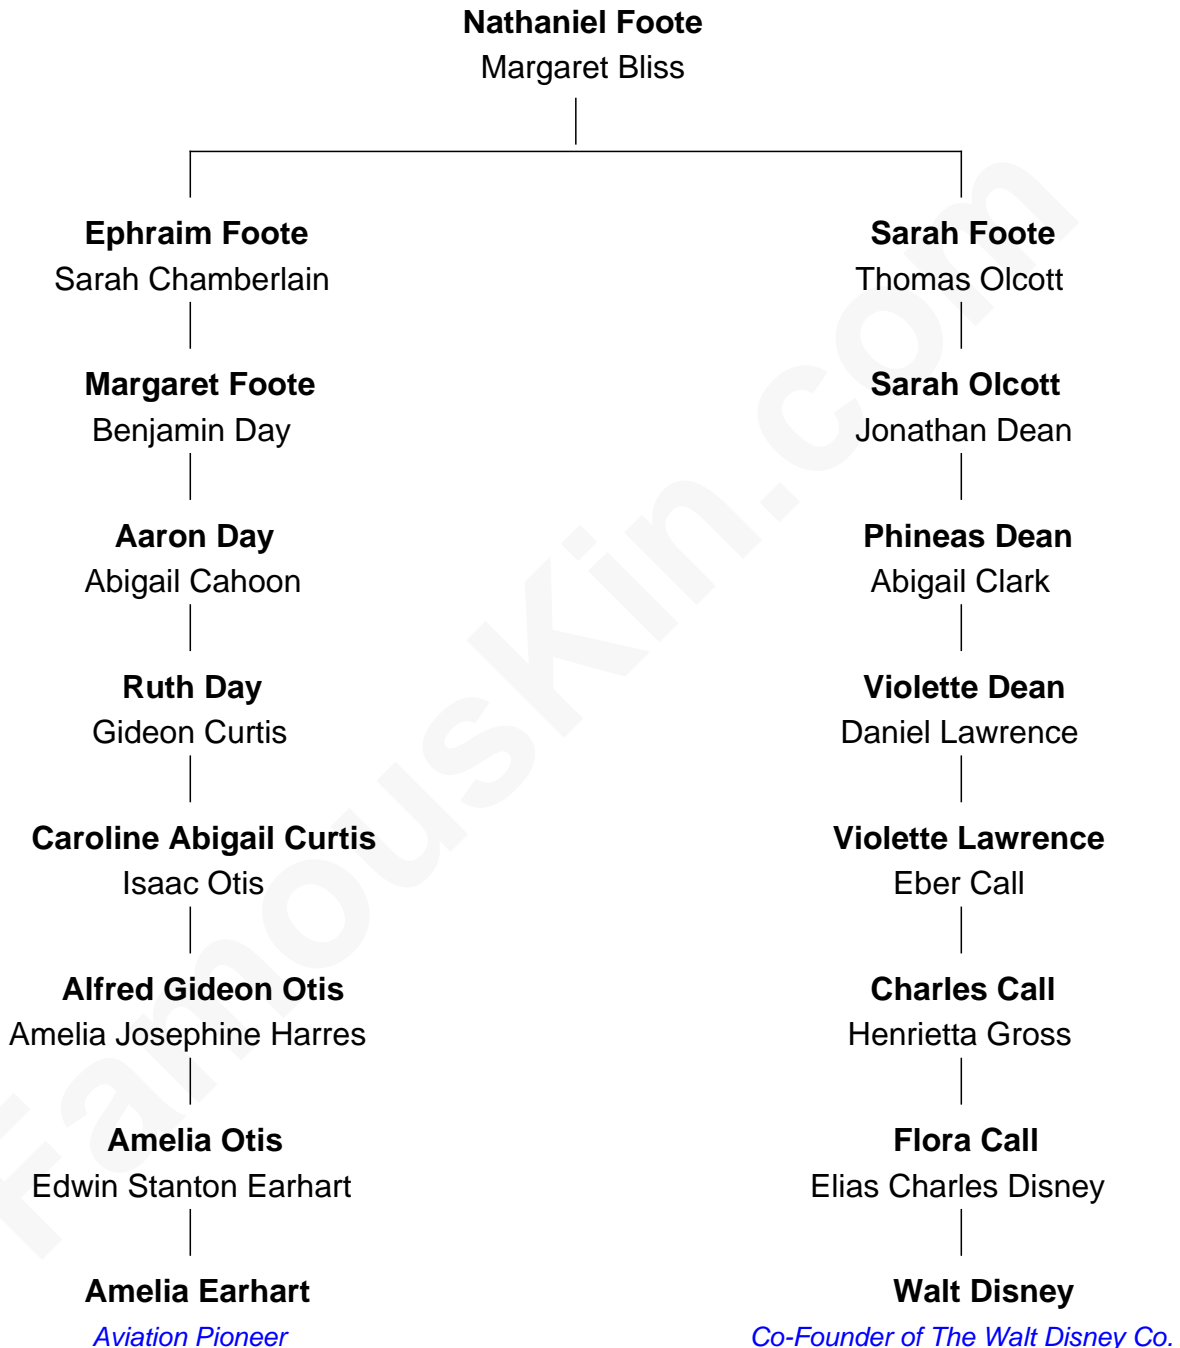 Nathaniel Foote
Margaret Bliss
Ephraim Foote
Sarah Chamberlain
Sarah Foote
Thomas Olcott
Margaret Foote
Benjamin Day
Sarah Olcott
Jonathan Dean
Aaron Day
Abigail Cahoon
Phineas Dean
Abigail Clark
Ruth Day
Gideon Curtis
Violette Dean
Daniel Lawrence
Caroline Abigail Curtis
Isaac Otis
Violette Lawrence
Eber Call
Alfred Gideon Otis
Amelia Josephine Harres
Charles Call
Henrietta Gross
Amelia Otis
Edwin Stanton Earhart
Flora Call
Elias Charles Disney
Amelia Earhart
Aviation Pioneer
Walt Disney
Co-Founder of The Walt Disney Co.
FamousKin.com